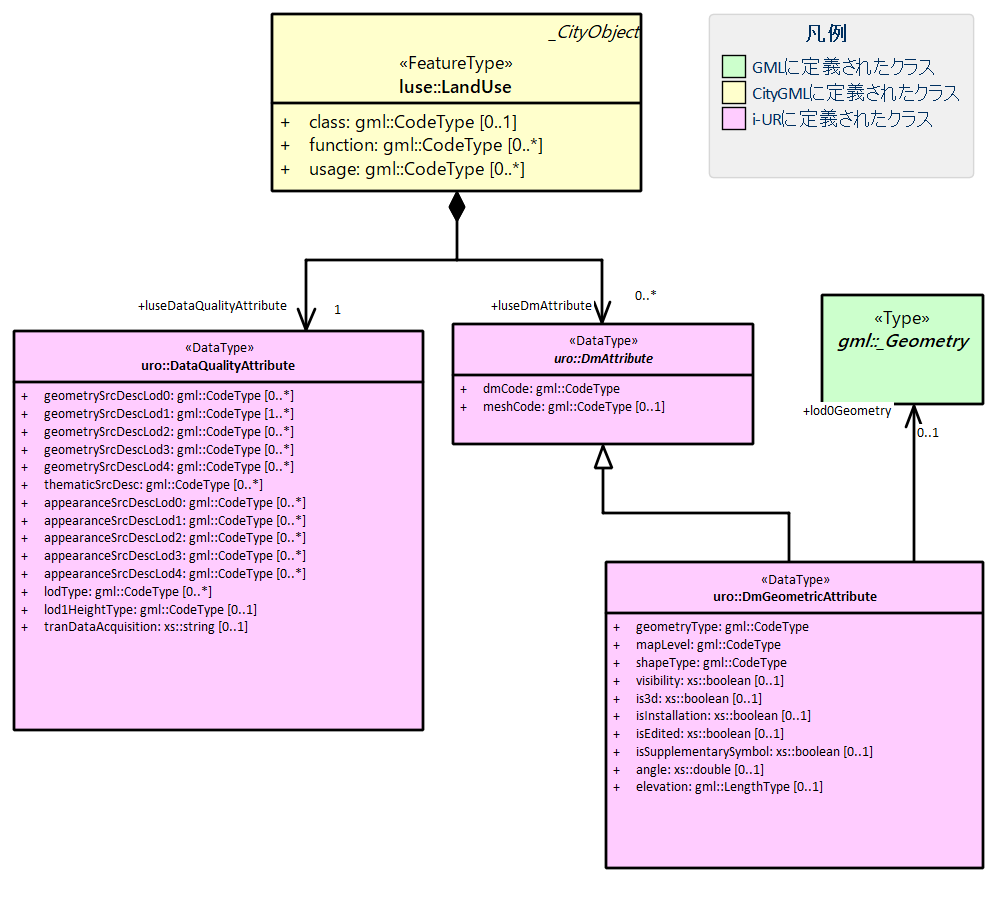 _CityObject
«FeatureType»
luse::LandUse
+ class: gml::CodeType [0..1]
+ function: gml::CodeType [0..*]
+ usage: gml::CodeType [0..*]
凡例
GMLに定義されたクラス
CityGMLに定義されたクラス
i-URに定義されたクラス
+luseDataQualityAttribute
1
+luseDmAttribute
0..*
«DataType»
uro::DataQualityAttribute
+ geometrySrcDescLod0: gml::CodeType [0..*]
+ geometrySrcDescLod1: gml::CodeType [1..*]
+ geometrySrcDescLod2: gml::CodeType [0..*]
+ geometrySrcDescLod3: gml::CodeType [0..*]
+ geometrySrcDescLod4: gml::CodeType [0..*]
+ thematicSrcDesc: gml::CodeType [0..*]
+ appearanceSrcDescLod0: gml::CodeType [0..*]
+ appearanceSrcDescLod1: gml::CodeType [0..*]
+ appearanceSrcDescLod2: gml::CodeType [0..*]
+ appearanceSrcDescLod3: gml::CodeType [0..*]
+ appearanceSrcDescLod4: gml::CodeType [0..*]
+ lodType: gml::CodeType [0..*]
+ lod1HeightType: gml::CodeType [0..1]
+ tranDataAcquisition: xs::string [0..1]
«DataType»
uro::DmAttribute
+ dmCode: gml::CodeType
+ meshCode: gml::CodeType [0..1]
«Type»
gml::_Geometry
+lod0Geometry
0..1
«DataType»
uro::DmGeometricAttribute
+ geometryType: gml::CodeType
+ mapLevel: gml::CodeType
+ shapeType: gml::CodeType
+ visibility: xs::boolean [0..1]
+ is3d: xs::boolean [0..1]
+ isInstallation: xs::boolean [0..1]
+ isEdited: xs::boolean [0..1]
+ isSupplementarySymbol: xs::boolean [0..1]
+ angle: xs::double [0..1]
+ elevation: gml::LengthType [0..1]